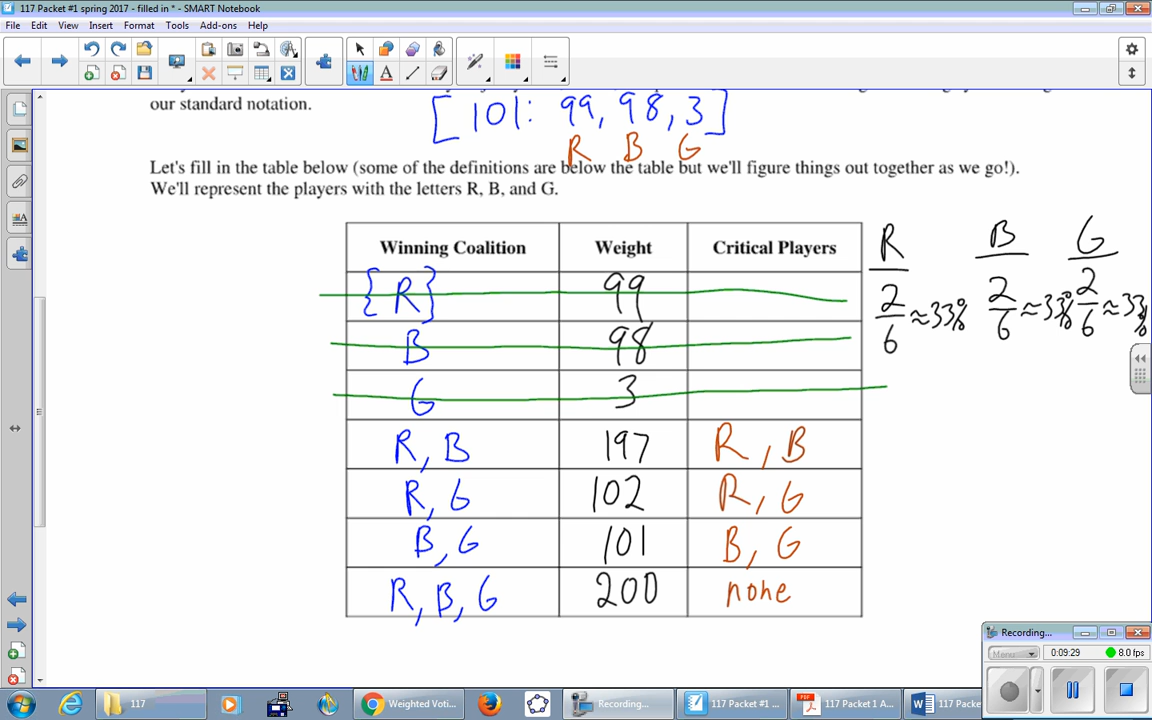 117 Packet #1 spring 2017 - filled in * - SMART Notebook
File Edit View Insert Format Tools Add-ons Help
our standard notation.
[101: 99, 98, 3]
R B G
Let's fill in the table below (some of the definitions are below the table but we'll figure things out together as we go!).
We'll represent the players with the letters R, B, and G.
Winning Coalition Weight Critical Players
{R} 99
B 98
G 3
R, B 197 R, B
R, G 102 R, G
B, G 101 B, G
R, B, G 200 none
R B G
2/6 ≈33% 2/6 ≈33% 2/6 ≈33%
Recording...
Menu 0:09:29 8.0 fps
117 Weighted Voti... Recording... 117 Packet #1 ... 117 Packet 1 A... 117 Packet